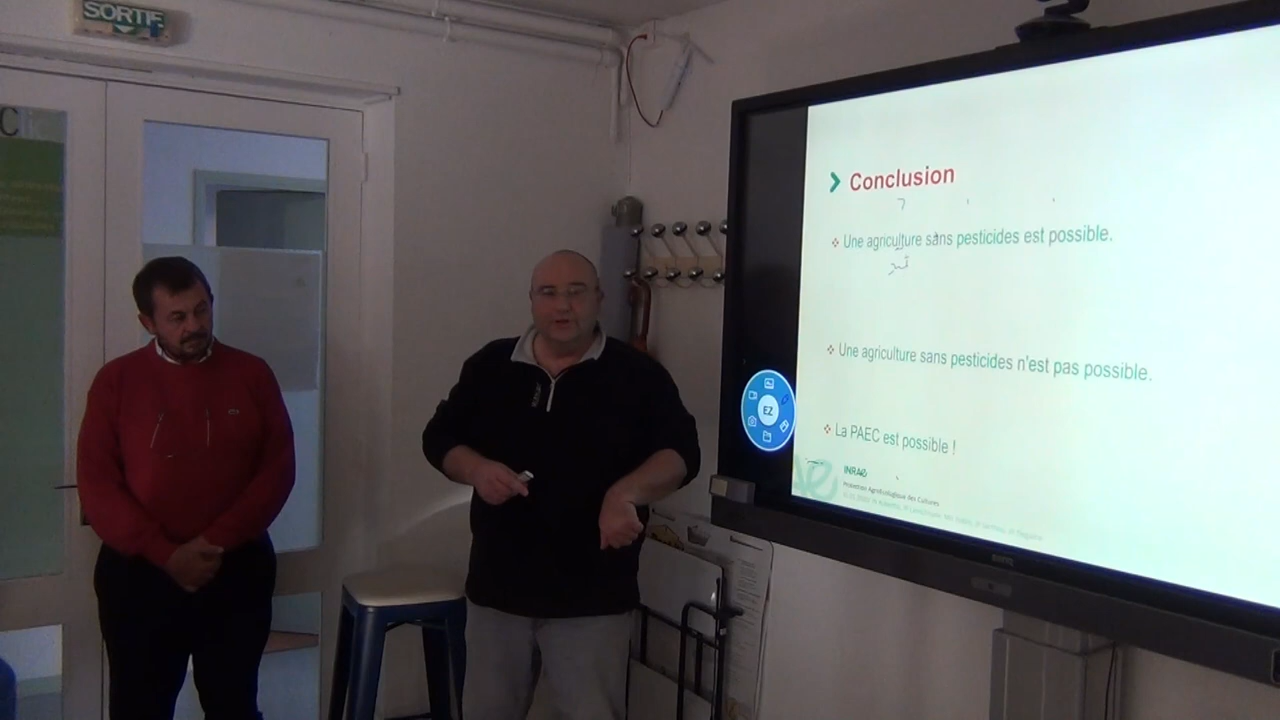 SORTIE
C
Conclusion
Une agriculture sans pesticides est possible.
Une agriculture sans pesticides n'est pas possible.
EZ
La PAEC est possible !
INRAE
Protection Agroécologique des Cultures